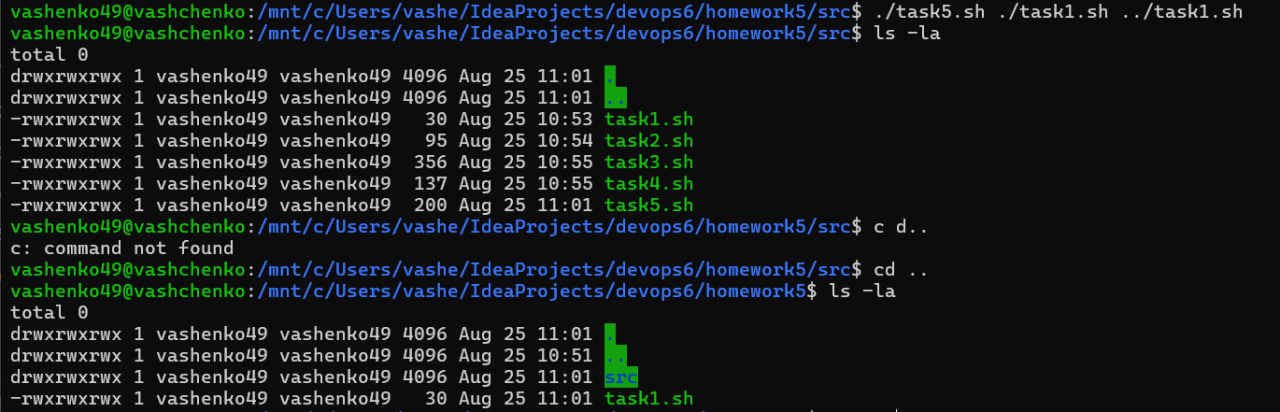 vashenko49@vashchenko:/mnt/c/Users/vashe/IdeaProjects/devops6/homework5/src$ ./task5.sh ./task1.sh ../task1.sh
vashenko49@vashchenko:/mnt/c/Users/vashe/IdeaProjects/devops6/homework5/src$ ls -la
total 0
drwxrwxrwx 1 vashenko49 vashenko49 4096 Aug 25 11:01 .
drwxrwxrwx 1 vashenko49 vashenko49 4096 Aug 25 11:01 ..
-rwxrwxrwx 1 vashenko49 vashenko49   30 Aug 25 10:53 task1.sh
-rwxrwxrwx 1 vashenko49 vashenko49   95 Aug 25 10:54 task2.sh
-rwxrwxrwx 1 vashenko49 vashenko49  356 Aug 25 10:55 task3.sh
-rwxrwxrwx 1 vashenko49 vashenko49  137 Aug 25 10:55 task4.sh
-rwxrwxrwx 1 vashenko49 vashenko49  200 Aug 25 11:01 task5.sh
vashenko49@vashchenko:/mnt/c/Users/vashe/IdeaProjects/devops6/homework5/src$ c d..
c: command not found
vashenko49@vashchenko:/mnt/c/Users/vashe/IdeaProjects/devops6/homework5/src$ cd ..
vashenko49@vashchenko:/mnt/c/Users/vashe/IdeaProjects/devops6/homework5$ ls -la
total 0
drwxrwxrwx 1 vashenko49 vashenko49 4096 Aug 25 11:01 .
drwxrwxrwx 1 vashenko49 vashenko49 4096 Aug 25 10:51 ..
drwxrwxrwx 1 vashenko49 vashenko49 4096 Aug 25 11:01 src
-rwxrwxrwx 1 vashenko49 vashenko49   30 Aug 25 11:01 task1.sh